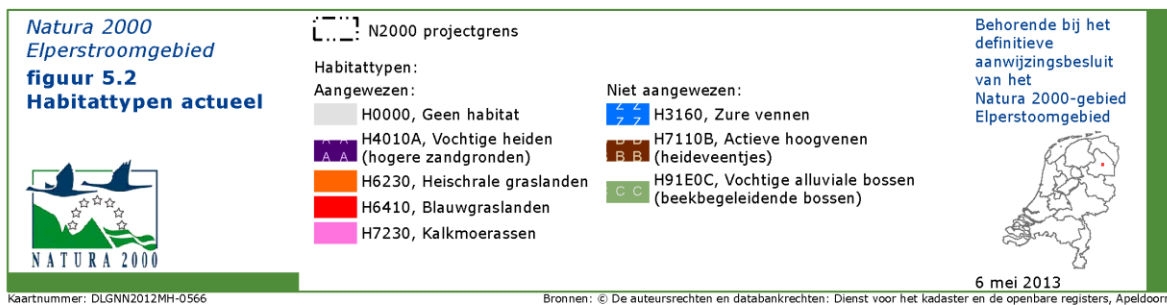 Natura 2000
Elperstroomgebied
figuur 5.2
Habitattypen actueel
NATURA 2000
N2000 projectgrens
Habitattypen:
Aangewezen:
H0000, Geen habitat
A A
A A
H4010A, Vochtige heiden
(hogere zandgronden)
H6230, Heischrale graslanden
H6410, Blauwgraslanden
H7230, Kalkmoerassen
Niet aangewezen:
Z Z
Z Z
H3160, Zure vennen
B B
B B
H7110B, Actieve hoogvenen
(heideveentjes)
C C
H91E0C, Vochtige alluviale bossen
(beekbegeleidende bossen)
Behorende bij het
definitieve
aanwijzingsbesluit
van het
Natura 2000-gebied
Elperstoomgebied
6 mei 2013
Kaartnummer: DLGNN2012MH-0566
Bronnen: © De auteursrechten en databankrechten: Dienst voor het kadaster en de openbare registers, Apeldoorn